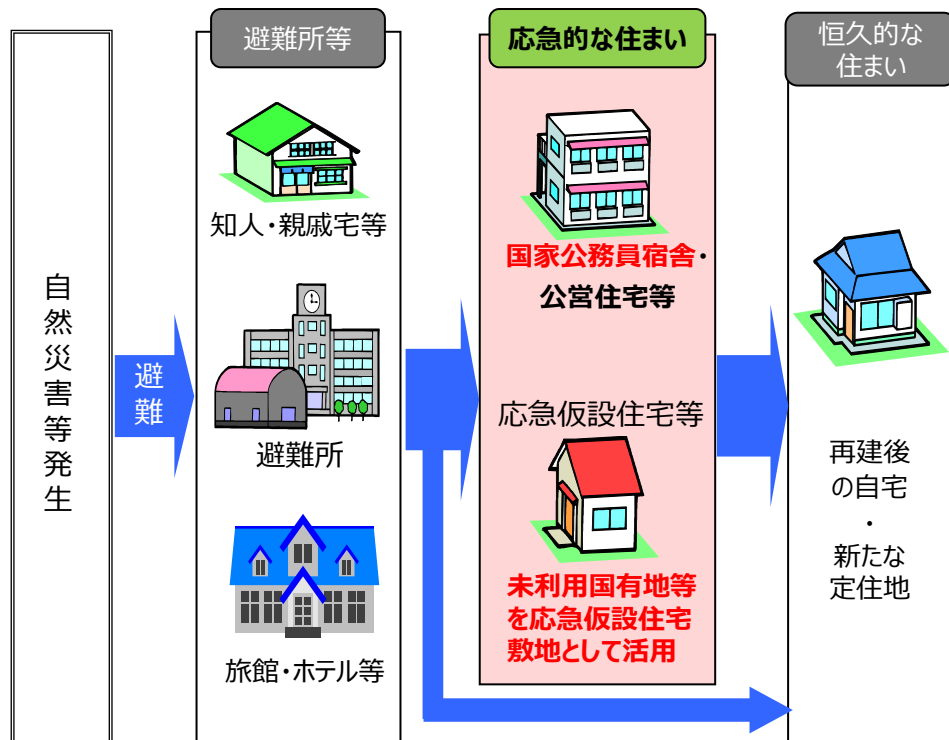 自然災害等発生
避難
避難所等
知人・親戚宅等
避難所
旅館・ホテル等
応急的な住まい
国家公務員宿舎・
公営住宅等
応急仮設住宅等
未利用国有地等
を応急仮設住宅
敷地として活用
恒久的な
住まい
再建後
の自宅
・
新たな
定住地